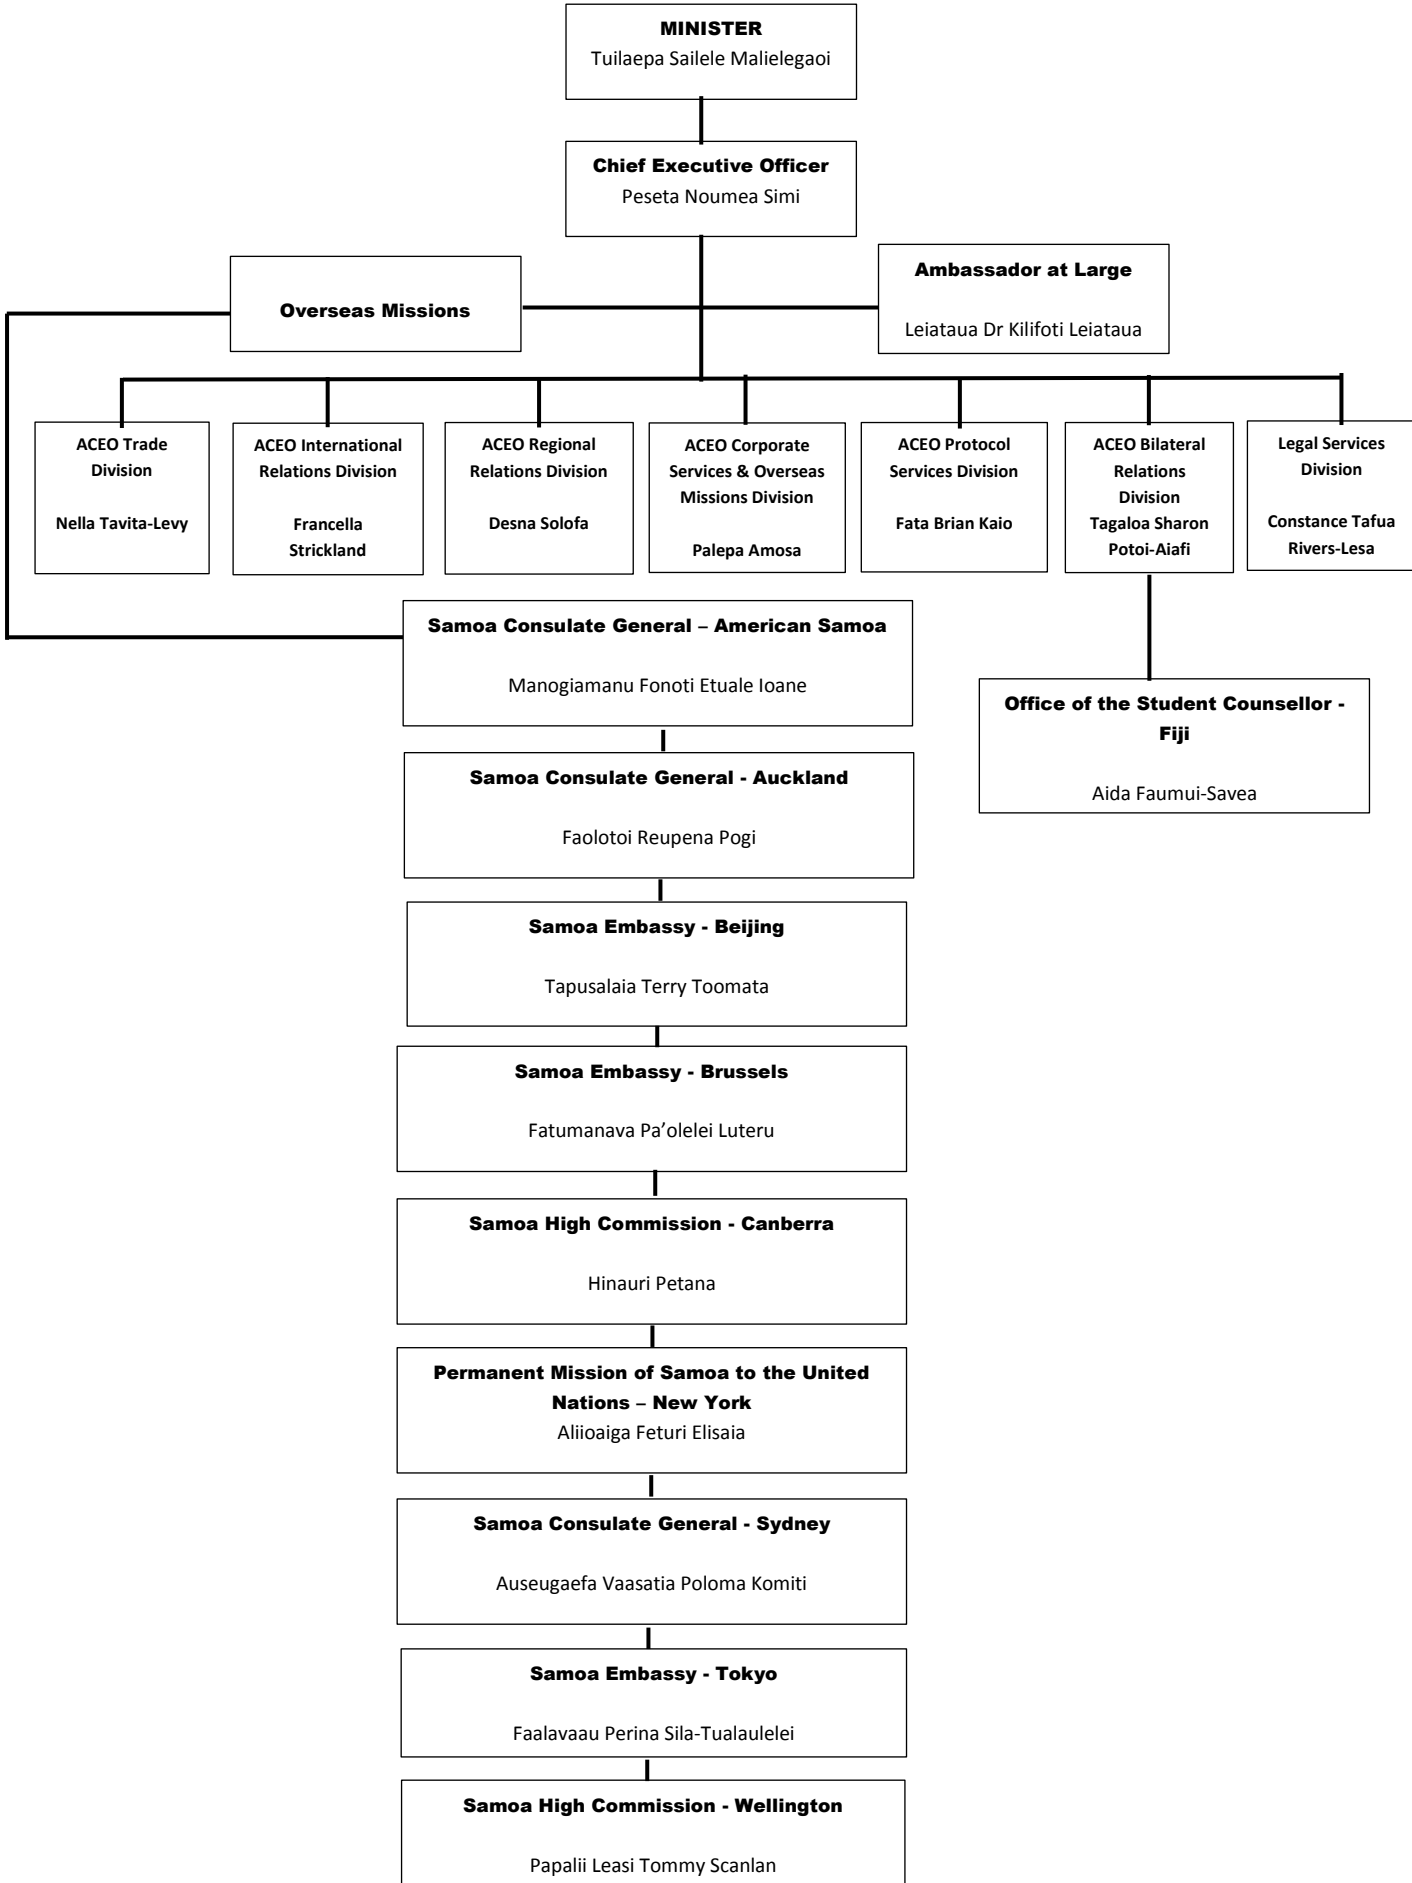 MINISTER
Tuilaepa Sailele Malielegaoi
Chief Executive Officer
Peseta Noumea Simi
Overseas Missions
Ambassador at Large
Leiataua Dr Kilifoti Leiataua
ACEO Trade
Division
Nella Tavita-Levy
ACEO International
Relations Division
Francella
Strickland
ACEO Regional
Relations Division
Desna Solofa
ACEO Corporate
Services & Overseas
Missions Division
Palepa Amosa
ACEO Protocol
Services Division
Fata Brian Kaio
ACEO Bilateral
Relations
Division
Tagaloa Sharon
Potoi-Aiafi
Legal Services
Division
Constance Tafua
Rivers-Lesa
Samoa Consulate General – American Samoa
Manogiamanu Fonoti Etuale Ioane
Office of the Student Counsellor -
Fiji
Aida Faumui-Savea
Samoa Consulate General - Auckland
Faolotoi Reupena Pogi
Samoa Embassy - Beijing
Tapusalaia Terry Toomata
Samoa Embassy - Brussels
Fatumanava Pa’olelei Luteru
Samoa High Commission - Canberra
Hinauri Petana
Permanent Mission of Samoa to the United
Nations – New York
Aliioaiga Feturi Elisaia
Samoa Consulate General - Sydney
Auseugaefa Vaasatia Poloma Komiti
Samoa Embassy - Tokyo
Faalavaau Perina Sila-Tualaulelei
Samoa High Commission - Wellington
Papalii Leasi Tommy Scanlan